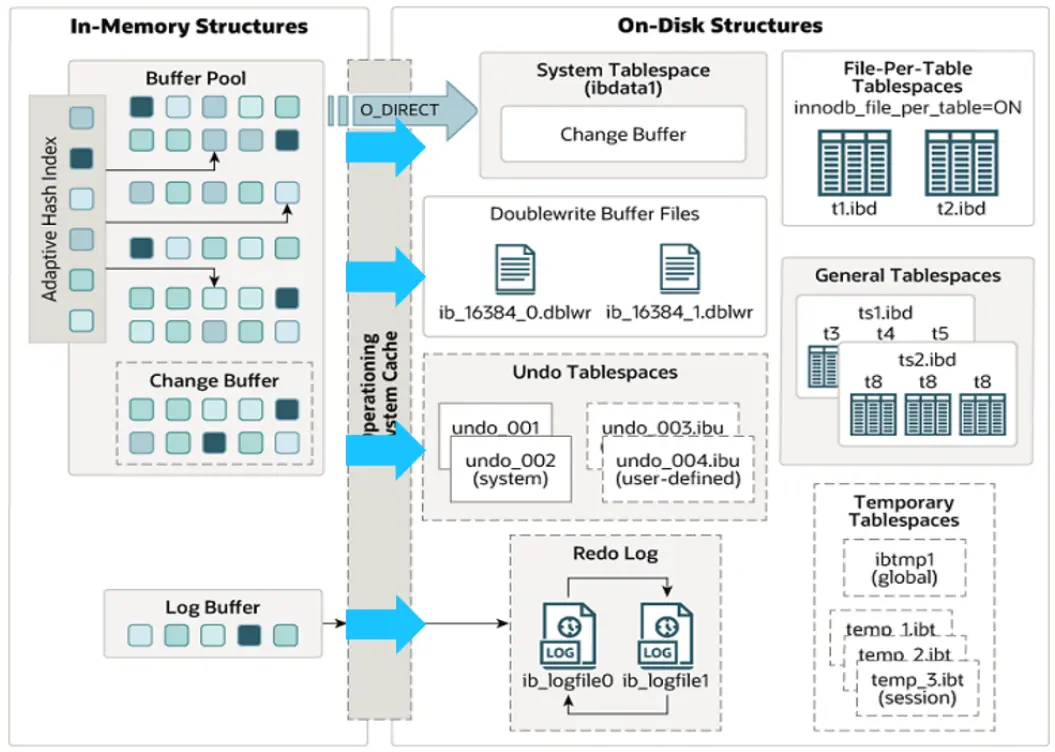 In-Memory Structures
Buffer Pool
Adaptive Hash Index
Change Buffer
Log Buffer
O_DIRECT
Operationing
System Cache
On-Disk Structures
System Tablespace
(ibdata1)
Change Buffer
Doublewrite Buffer Files
ib_16384_0.dblwr
ib_16384_1.dblwr
Undo Tablespaces
undo_001
undo_002
(system)
undo_003.ibu
undo_004.ibu
(user-defined)
Redo Log
LOG
LOG
ib_logfile0
ib_logfile1
File-Per-Table
Tablespaces
innodb_file_per_table=ON
t1.ibd
t2.ibd
General Tablespaces
ts1.ibd
t3
t4
t5
ts2.ibd
t8
t8
t8
Temporary
Tablespaces
ibtmp1
(global)
temp_1.ibt
temp_2.ibt
temp_3.ibt
(session)